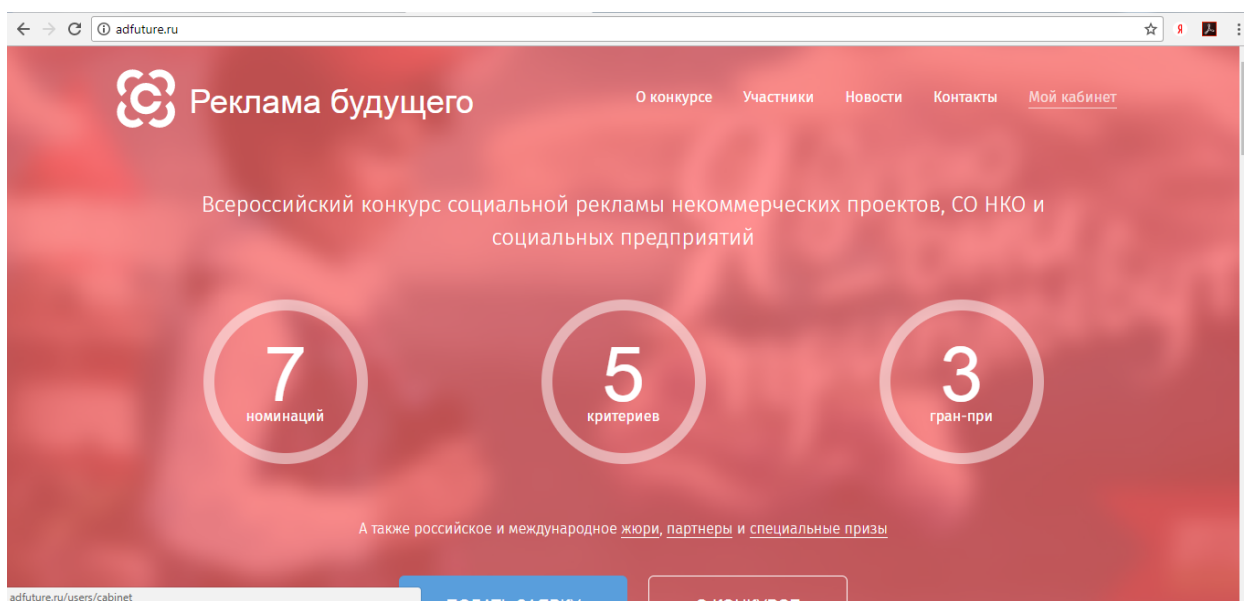 adfuture.ru
Реклама будущего
О конкурсе Участники Новости Контакты Мой кабинет
Всероссийский конкурс социальной рекламы некоммерческих проектов, СО НКО и
социальных предприятий
7
номинаций
5
критериев
3
гран-при
А также российское и международное жюри, партнеры и специальные призы
adfuture.ru/users/cabinet